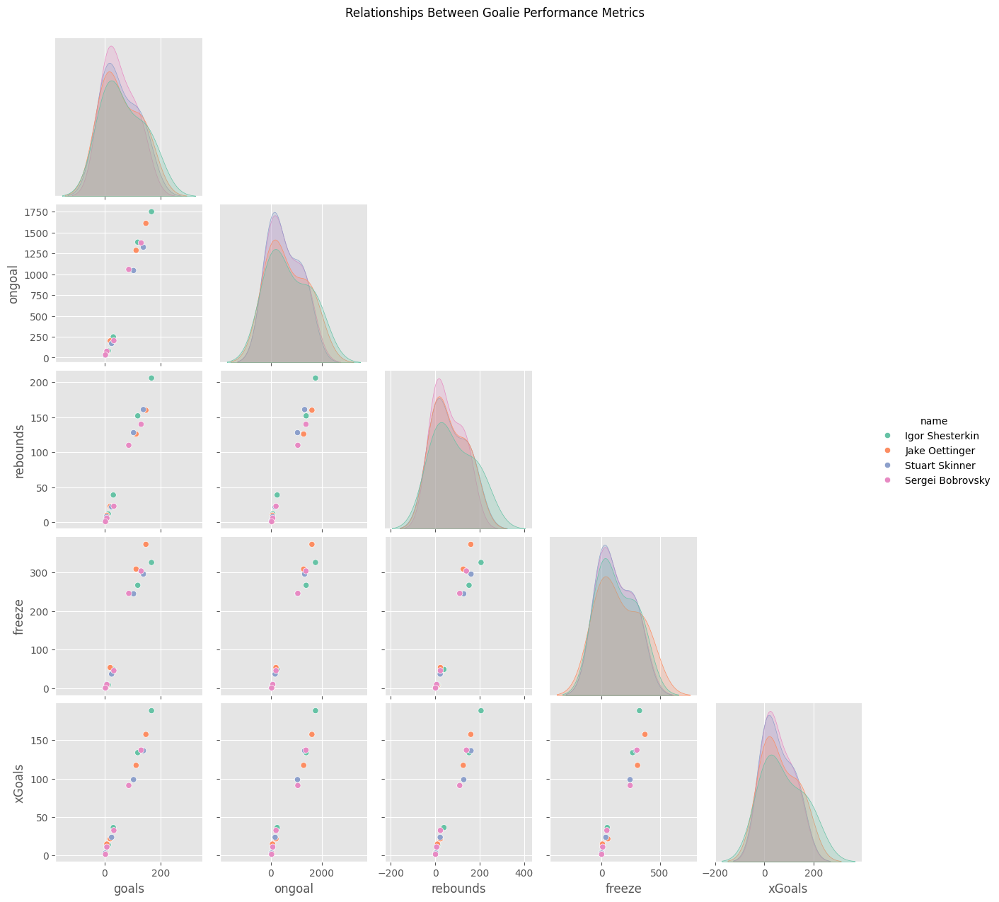 Relationships Between Goalie Performance Metrics
1750
1500
1250
1000
750
500
250
0
ongoal
200
150
100
50
0
rebounds
300
200
100
0
freeze
150
100
50
0
xGoals
0 200
goals
0 2000
ongoal
−200 0 200 400
rebounds
0 500
freeze
−200 0 200
xGoals
name
Igor Shesterkin
Jake Oettinger
Stuart Skinner
Sergei Bobrovsky